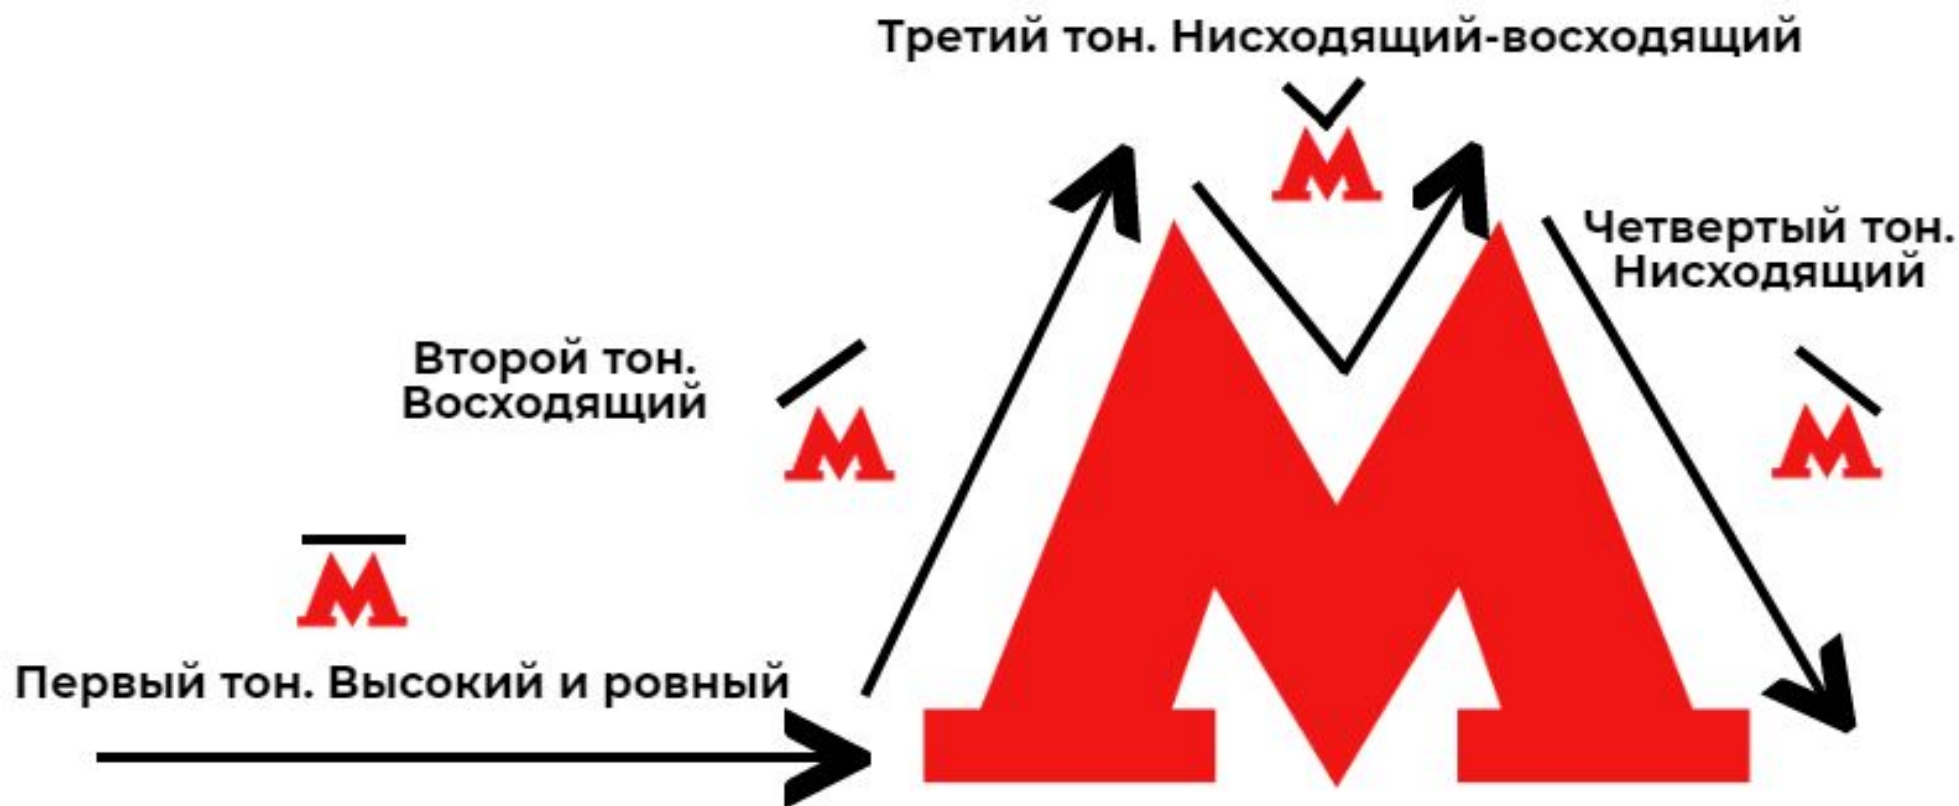 Третий тон. Нисходящий-восходящий
Четвертый тон.
Нисходящий
Второй тон.
Восходящий
Первый тон. Высокий и ровный